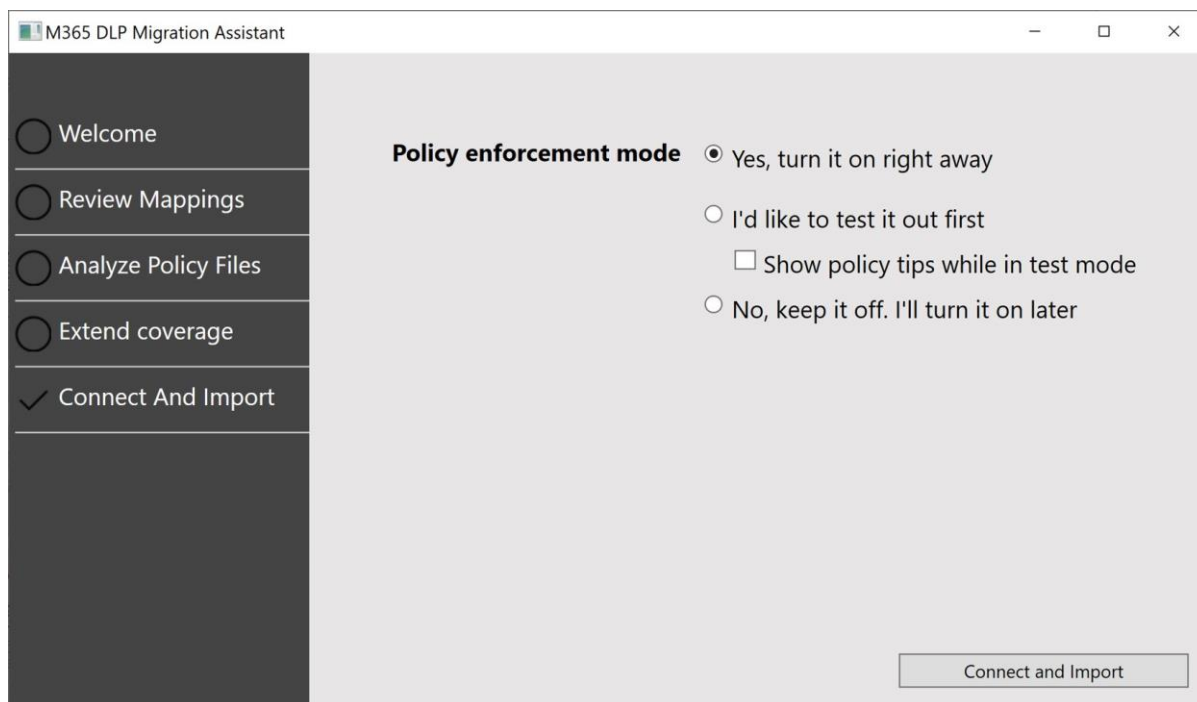 M365 DLP Migration Assistant
Welcome
Review Mappings
Analyze Policy Files
Extend coverage
Connect And Import
Policy enforcement mode
Yes, turn it on right away
I'd like to test it out first
Show policy tips while in test mode
No, keep it off. I'll turn it on later
Connect and Import